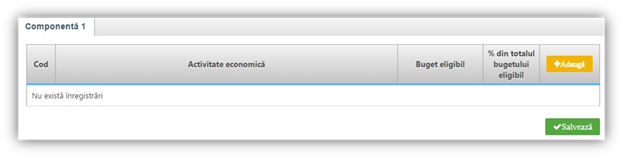 Componentă 1
Cod Activitate economică Buget eligibil % din totalul bugetului eligibil Adaugă
Nu există înregistrări
Salvează